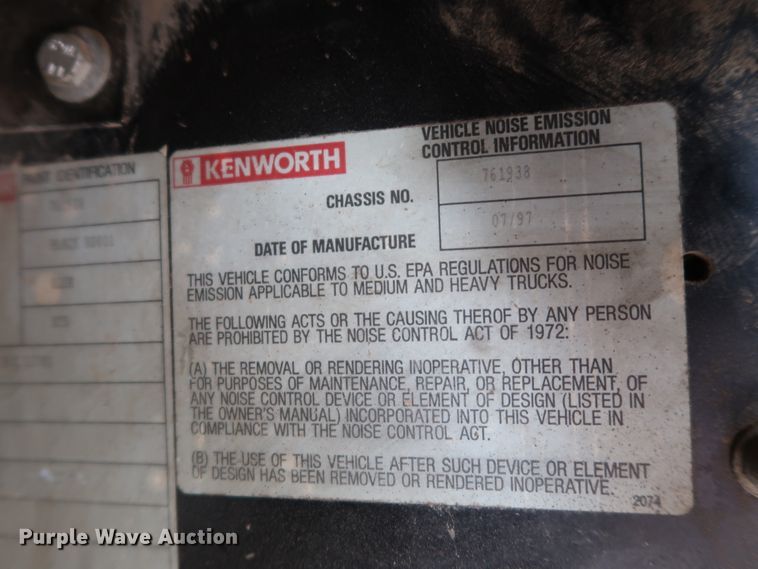 PAINT IDENTIFICATION
KENWORTH
VEHICLE NOISE EMISSION
CONTROL INFORMATION
CHASSIS NO. 761938
DATE OF MANUFACTURE 07/97
THIS VEHICLE CONFORMS TO U.S. EPA REGULATIONS FOR NOISE
EMISSION APPLICABLE TO MEDIUM AND HEAVY TRUCKS.
THE FOLLOWING ACTS OR THE CAUSING THEROF BY ANY PERSON
ARE PROHIBITED BY THE NOISE CONTROL ACT OF 1972:
(A) THE REMOVAL OR RENDERING INOPERATIVE, OTHER THAN
FOR PURPOSES OF MAINTENANCE, REPAIR, OR REPLACEMENT, OF
ANY NOISE CONTROL DEVICE OR ELEMENT OF DESIGN (LISTED IN
THE OWNER'S MANUAL) INCORPORATED INTO THIS VEHICLE IN
COMPLIANCE WITH THE NOISE CONTROL ACT.
(B) THE USE OF THIS VEHICLE AFTER SUCH DEVICE OR ELEMENT
OF DESIGN HAS BEEN REMOVED OR RENDERED INOPERATIVE.
2074
Purple Wave Auction